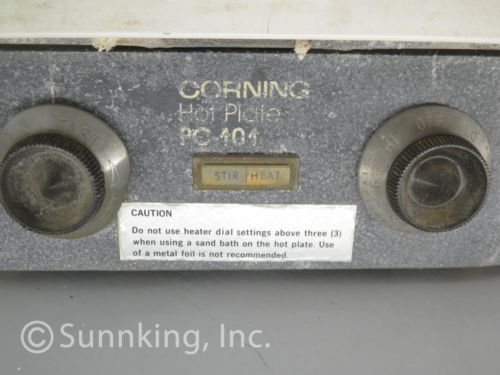 CORNING
Hot Plate
PC-101
STIR HEAT
OFF
CAUTION
Do not use heater dial settings above three (3)
when using a sand bath on the hot plate. Use
of a metal foil is not recommended.
© Sunnking, Inc.